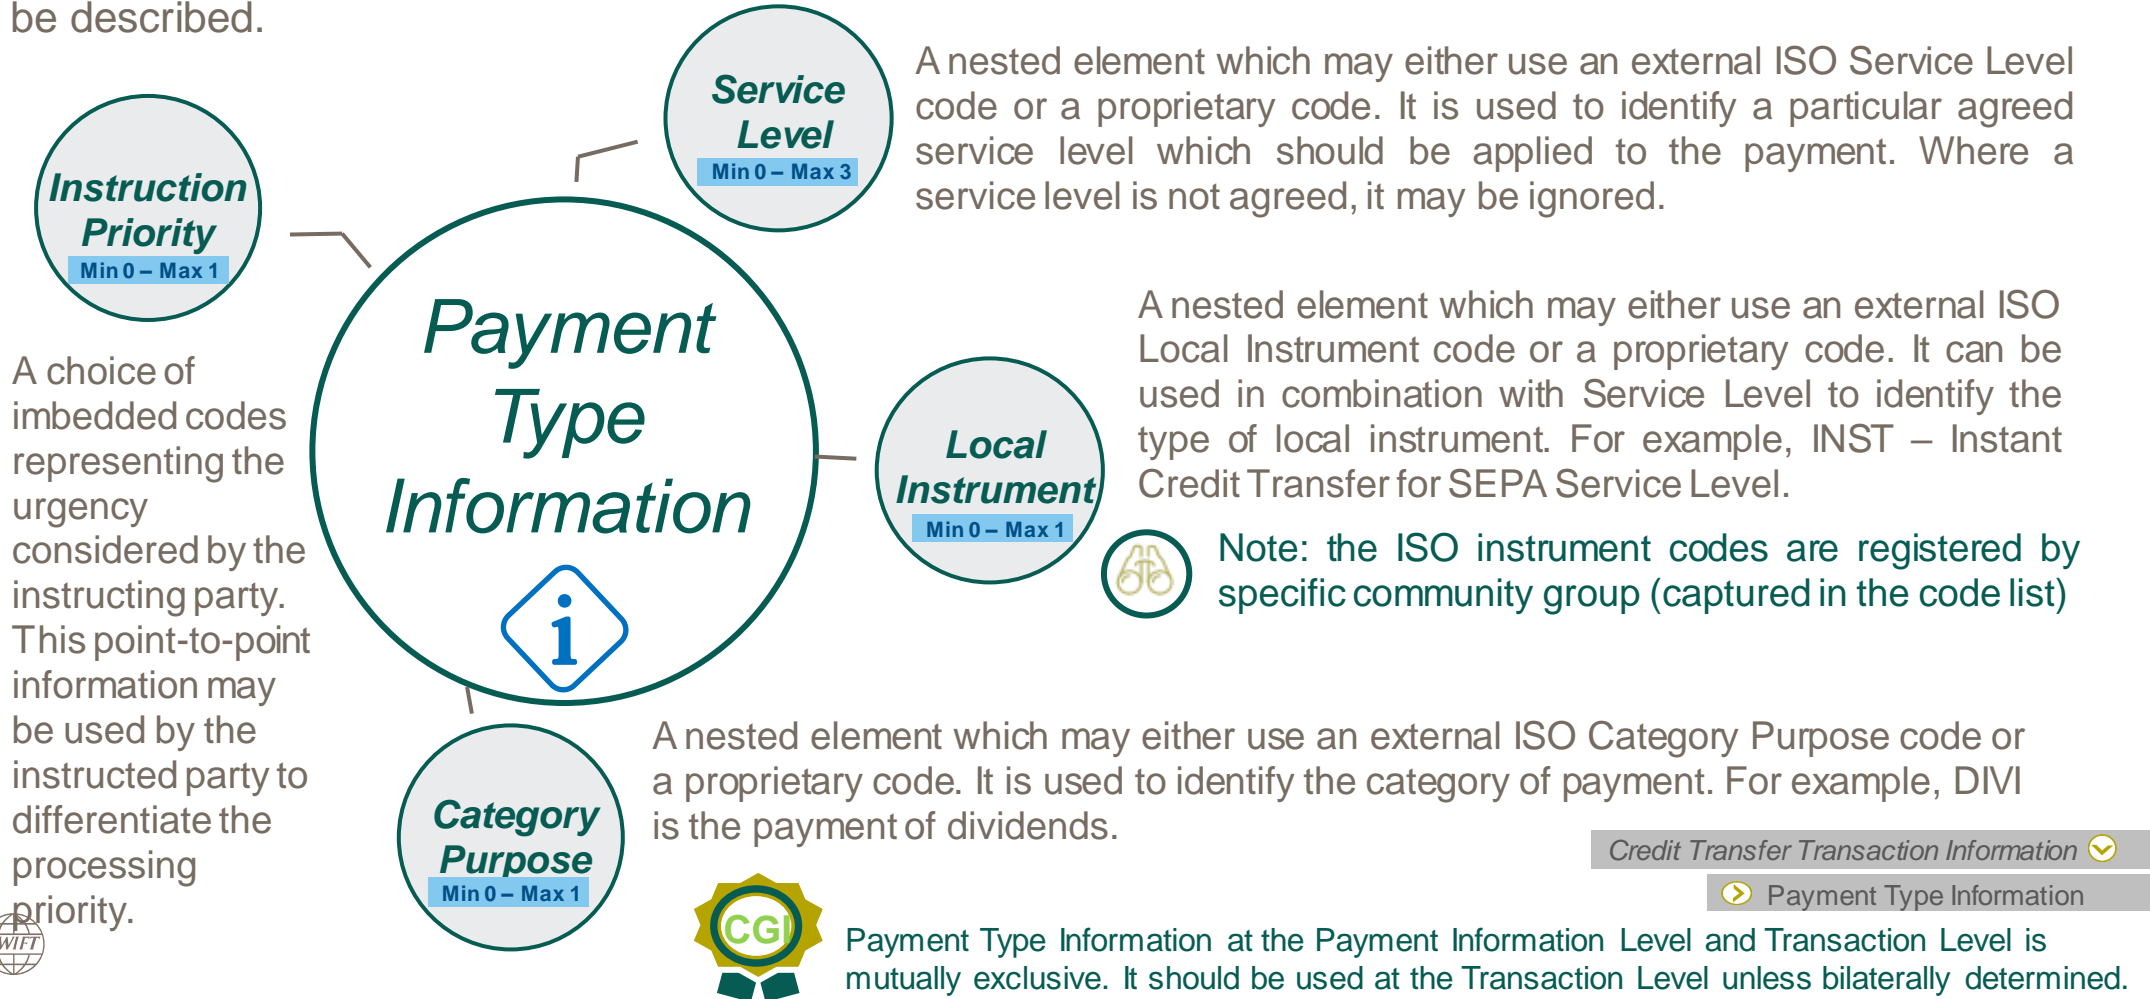 be described.
Service
Level
Min 0 – Max 3
A nested element which may either use an external ISO Service Level
code or a proprietary code. It is used to identify a particular agreed
service level which should be applied to the payment. Where a
service level is not agreed, it may be ignored.
Instruction
Priority
Min 0 – Max 1
A choice of
imbedded codes
representing the
urgency
considered by the
instructing party.
This point-to-point
information may
be used by the
instructed party to
differentiate the
processing
priority.
Payment
Type
Information
i
Local
Instrument
Min 0 – Max 1
A nested element which may either use an external ISO
Local Instrument code or a proprietary code. It can be
used in combination with Service Level to identify the
type of local instrument. For example, INST – Instant
Credit Transfer for SEPA Service Level.
Note: the ISO instrument codes are registered by
specific community group (captured in the code list)
Category
Purpose
Min 0 – Max 1
A nested element which may either use an external ISO Category Purpose code or
a proprietary code. It is used to identify the category of payment. For example, DIVI
is the payment of dividends.
Credit Transfer Transaction Information
Payment Type Information
CGI
Payment Type Information at the Payment Information Level and Transaction Level is
mutually exclusive. It should be used at the Transaction Level unless bilaterally determined.